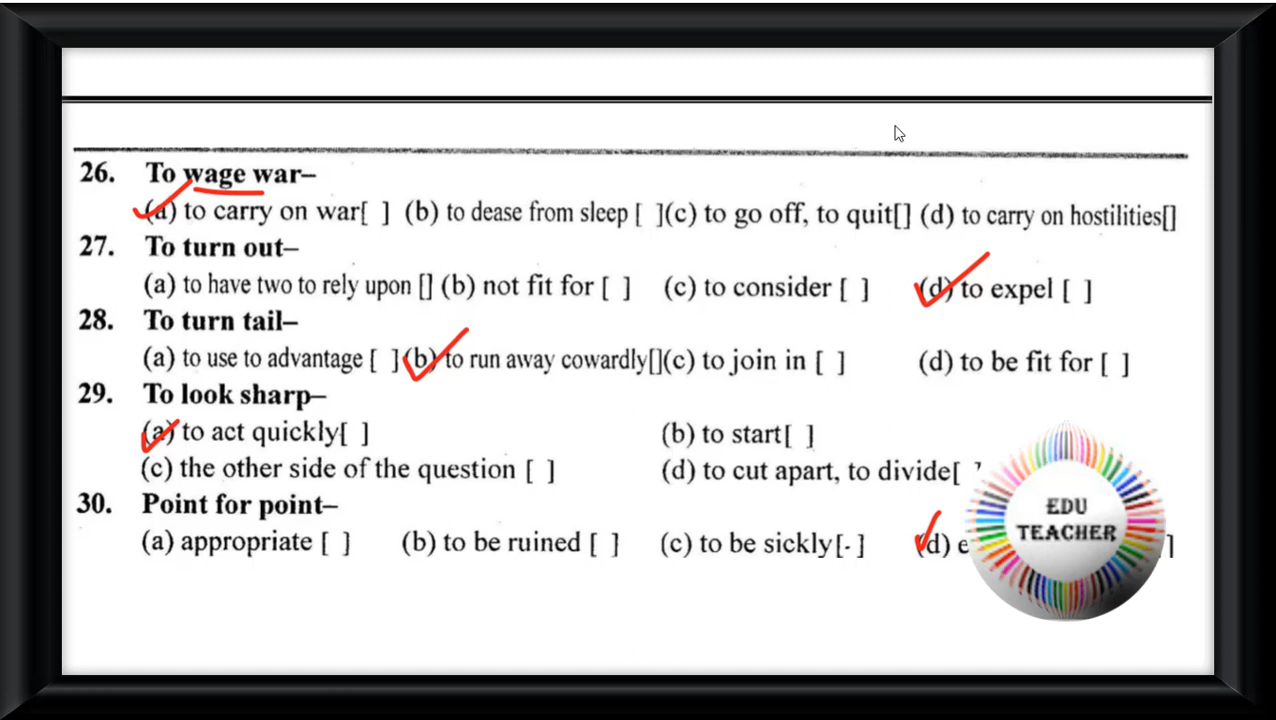 26. To wage war–
(a) to carry on war[ ] (b) to dease from sleep [ ](c) to go off, to quit[] (d) to carry on hostilities[]
27. To turn out–
(a) to have two to rely upon [] (b) not fit for [ ] (c) to consider [ ] (d) to expel [ ]
28. To turn tail–
(a) to use to advantage [ ] (b) to run away cowardly[](c) to join in [ ] (d) to be fit for [ ]
29. To look sharp–
(a) to act quickly[ ] (b) to start[ ]
(c) the other side of the question [ ] (d) to cut apart, to divide[
30. Point for point–
(a) appropriate [ ] (b) to be ruined [ ] (c) to be sickly[-] (d) ]
EDU
TEACHER